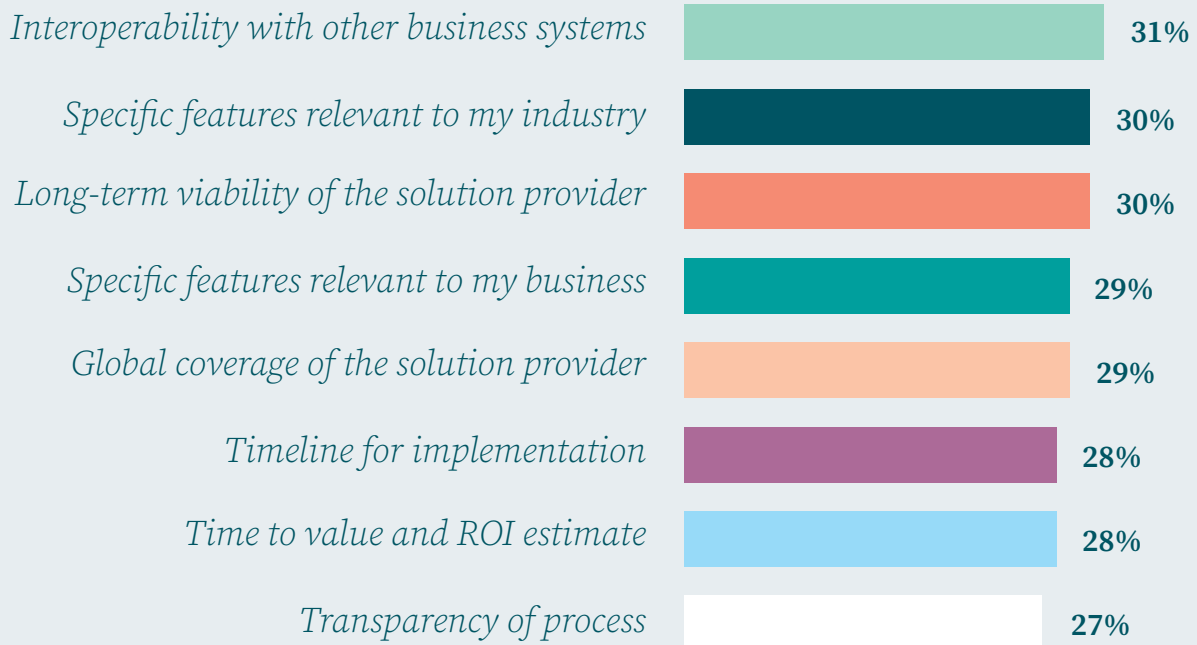 Interoperability with other business systems 31%
Specific features relevant to my industry 30%
Long-term viability of the solution provider 30%
Specific features relevant to my business 29%
Global coverage of the solution provider 29%
Timeline for implementation 28%
Time to value and ROI estimate 28%
Transparency of process 27%